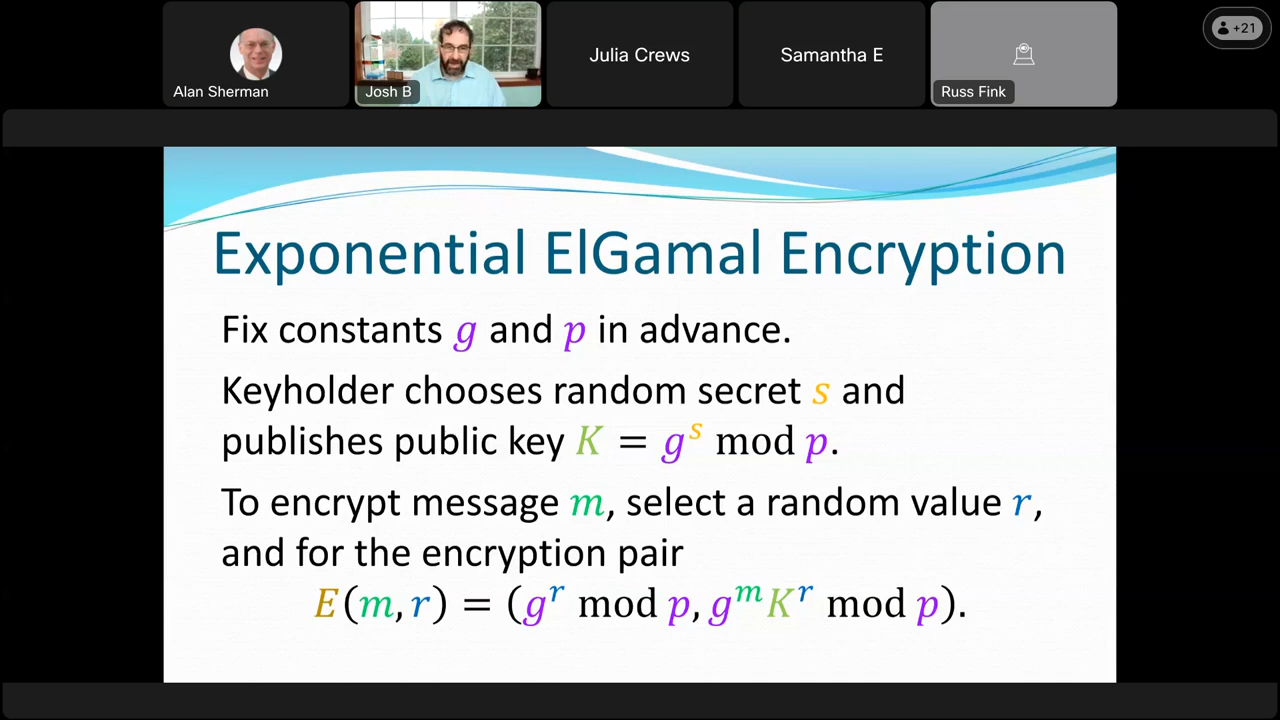 +21
Alan Sherman
Josh B
Julia Crews
Samantha E
Russ Fink
Exponential ElGamal Encryption
Fix constants g and p in advance.
Keyholder chooses random secret s and
publishes public key K = g^s mod p.
To encrypt message m, select a random value r,
and for the encryption pair
E(m, r) = (g^r mod p, g^m K^r mod p).